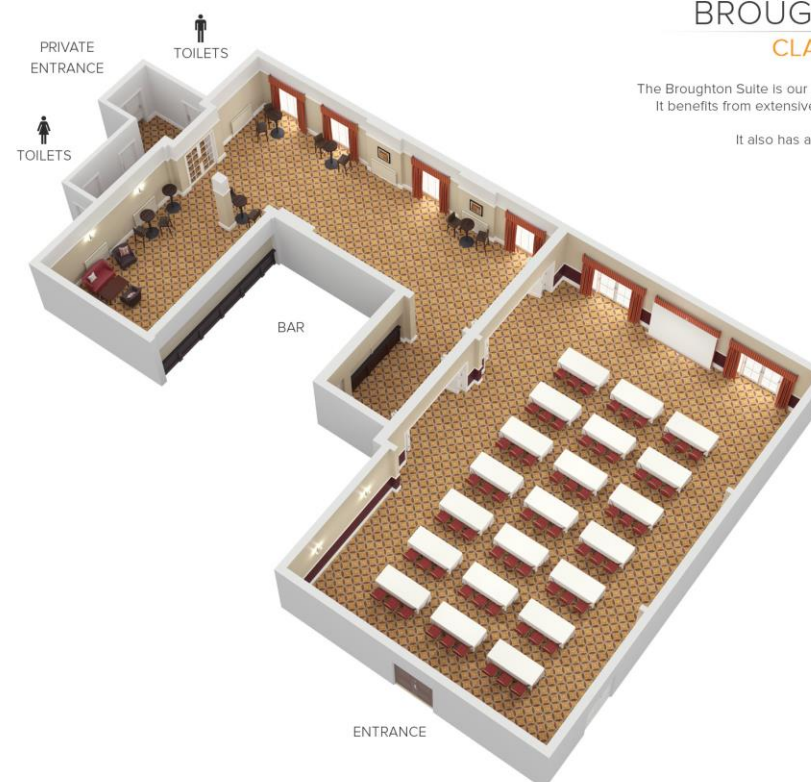 BROUG
CLA
The Broughton Suite is our
It benefits from extensive
It also has a
PRIVATE
ENTRANCE
TOILETS
TOILETS
BAR
ENTRANCE